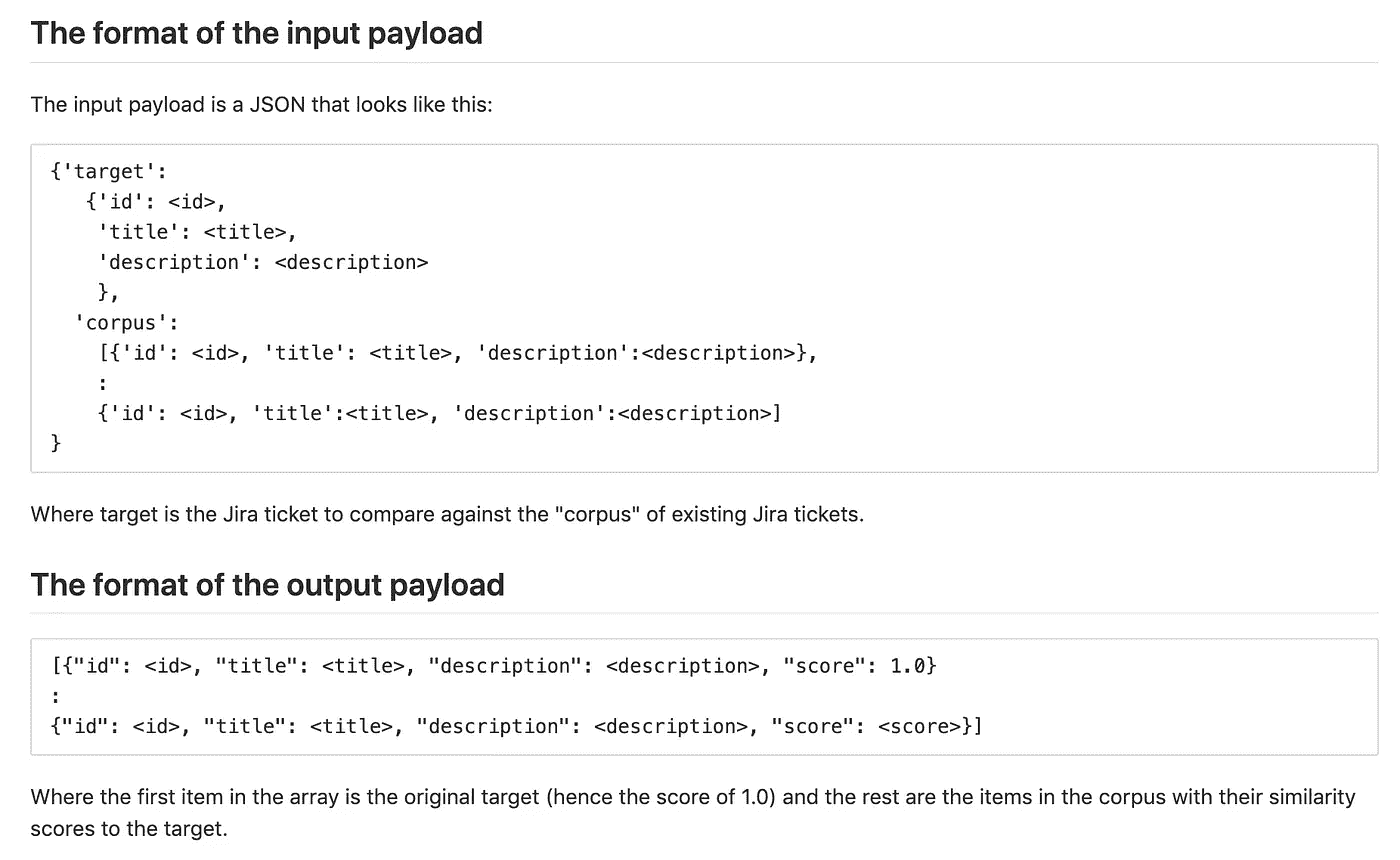 The format of the input payload
The input payload is a JSON that looks like this:
{'target':
   {'id': <id>,
    'title': <title>,
    'description': <description>
    },
  'corpus':
    [{'id': <id>, 'title': <title>, 'description':<description>},
    :
    {'id': <id>, 'title':<title>, 'description':<description>]
}
Where target is the Jira ticket to compare against the "corpus" of existing Jira tickets.
The format of the output payload
[{"id": <id>, "title": <title>, "description": <description>, "score": 1.0}
:
{"id": <id>, "title": <title>, "description": <description>, "score": <score>}]
Where the first item in the array is the original target (hence the score of 1.0) and the rest are the items in the corpus with their similarity
scores to the target.